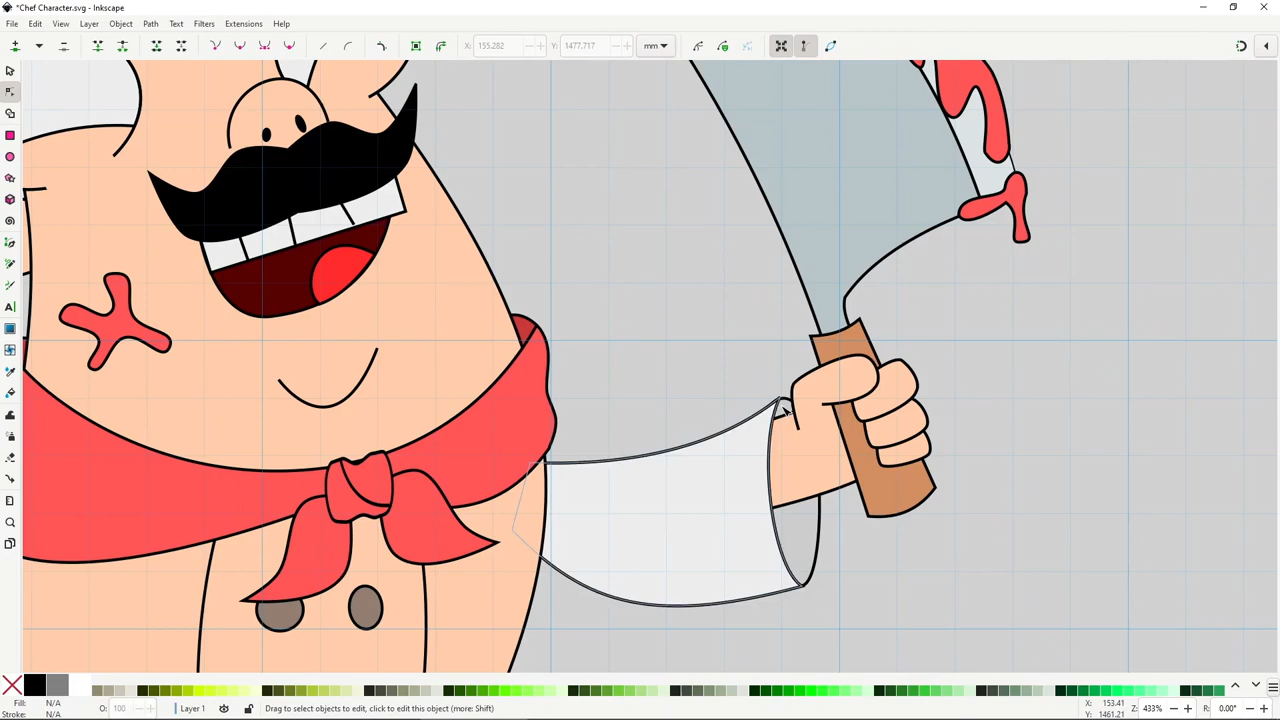 *Chef Character.svg - Inkscape
File Edit View Layer Object Path Text Filters Extensions Help
X: 155.282 Y: 1477.717 mm
Fill: N/A
Stroke: N/A
O: 100
Layer 1
Drag to select objects to edit, click to edit this object (more: Shift)
X: 153.41
Y: 1461.21
Z: 433%
R: 0.00°